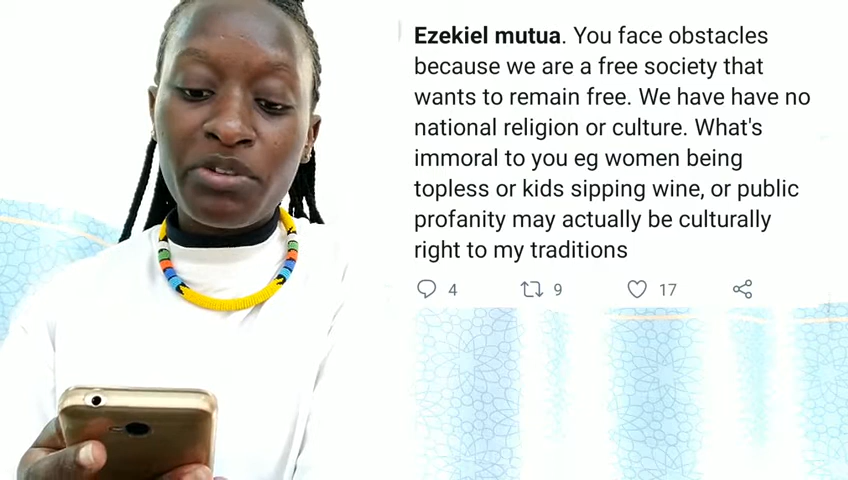 Ezekiel mutua. You face obstacles
because we are a free society that
wants to remain free. We have have no
national religion or culture. What's
immoral to you eg women being
topless or kids sipping wine, or public
profanity may actually be culturally
right to my traditions
4 9 17